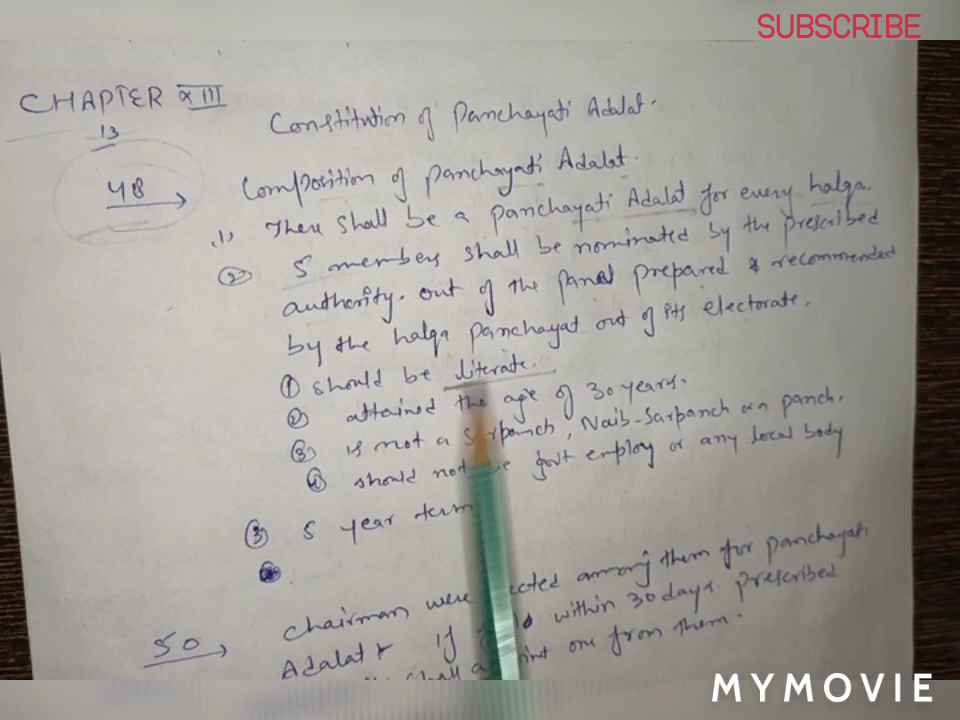 SUBSCRIBE
CHAPTER XIII
13
Constitution of Panchayati Adalat.
48 → Composition of Panchayati Adalat.
(1) There shall be a Panchayati Adalat for every halqa.
(2) 5 members shall be nominated by the prescribed
authority. out of the panel prepared & recommended
by the halqa panchayat out of its electorate.
(1) should be literate.
(2) attained the age of 30 years.
(3) is not a Sarpanch, Naib-Sarpanch or a panch.
(4) should not be govt employ or any local body
(3) 5 year term
50 → Chairman were among them for panchayati
Adalat. If within 30 days. Prescribed
shall one from them.
MYMOVIE